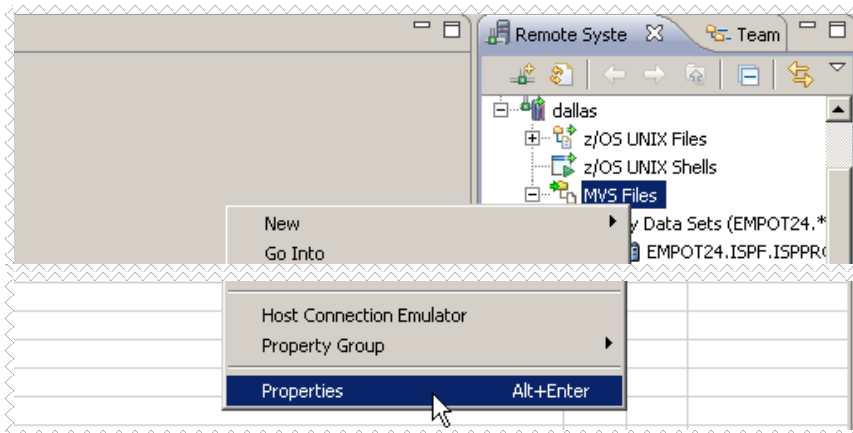 Remote Syste Team
dallas
z/OS UNIX Files
z/OS UNIX Shells
MVS Files
New
y Data Sets (EMPOT24.*
Go Into
EMPOT24.ISPF.ISPPR
Host Connection Emulator
Property Group
Properties Alt+Enter